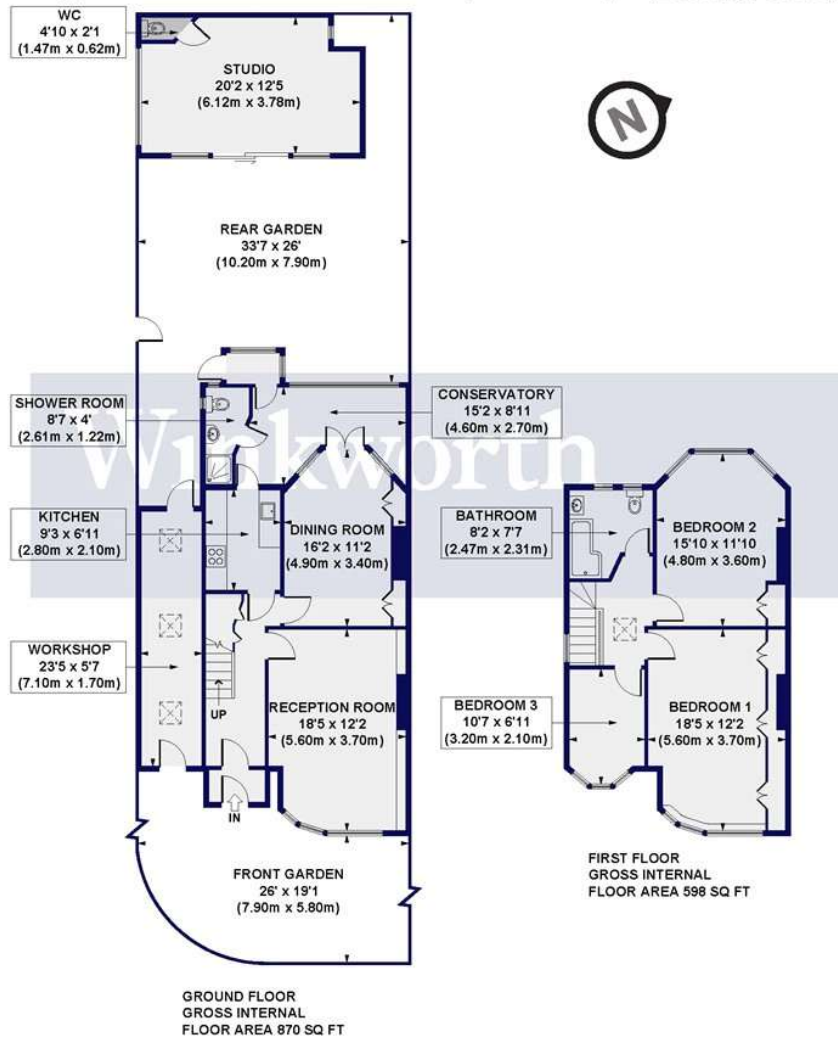 WC
4'10 x 2'1
(1.47m x 0.62m)
STUDIO
20'2 x 12'5
(6.12m x 3.78m)
N
REAR GARDEN
33'7 x 26'
(10.20m x 7.90m)
SHOWER ROOM
8'7 x 4'
(2.61m x 1.22m)
CONSERVATORY
15'2 x 8'11
(4.60m x 2.70m)
Winkworth
KITCHEN
9'3 x 6'11
(2.80m x 2.10m)
DINING ROOM
16'2 x 11'2
(4.90m x 3.40m)
BATHROOM
8'2 x 7'7
(2.47m x 2.31m)
BEDROOM 2
15'10 x 11'10
(4.80m x 3.60m)
WORKSHOP
23'5 x 5'7
(7.10m x 1.70m)
UP
RECEPTION ROOM
18'5 x 12'2
(5.60m x 3.70m)
BEDROOM 3
10'7 x 6'11
(3.20m x 2.10m)
BEDROOM 1
18'5 x 12'2
(5.60m x 3.70m)
IN
FRONT GARDEN
26' x 19'1
(7.90m x 5.80m)
FIRST FLOOR
GROSS INTERNAL
FLOOR AREA 598 SQ FT
GROUND FLOOR
GROSS INTERNAL
FLOOR AREA 870 SQ FT